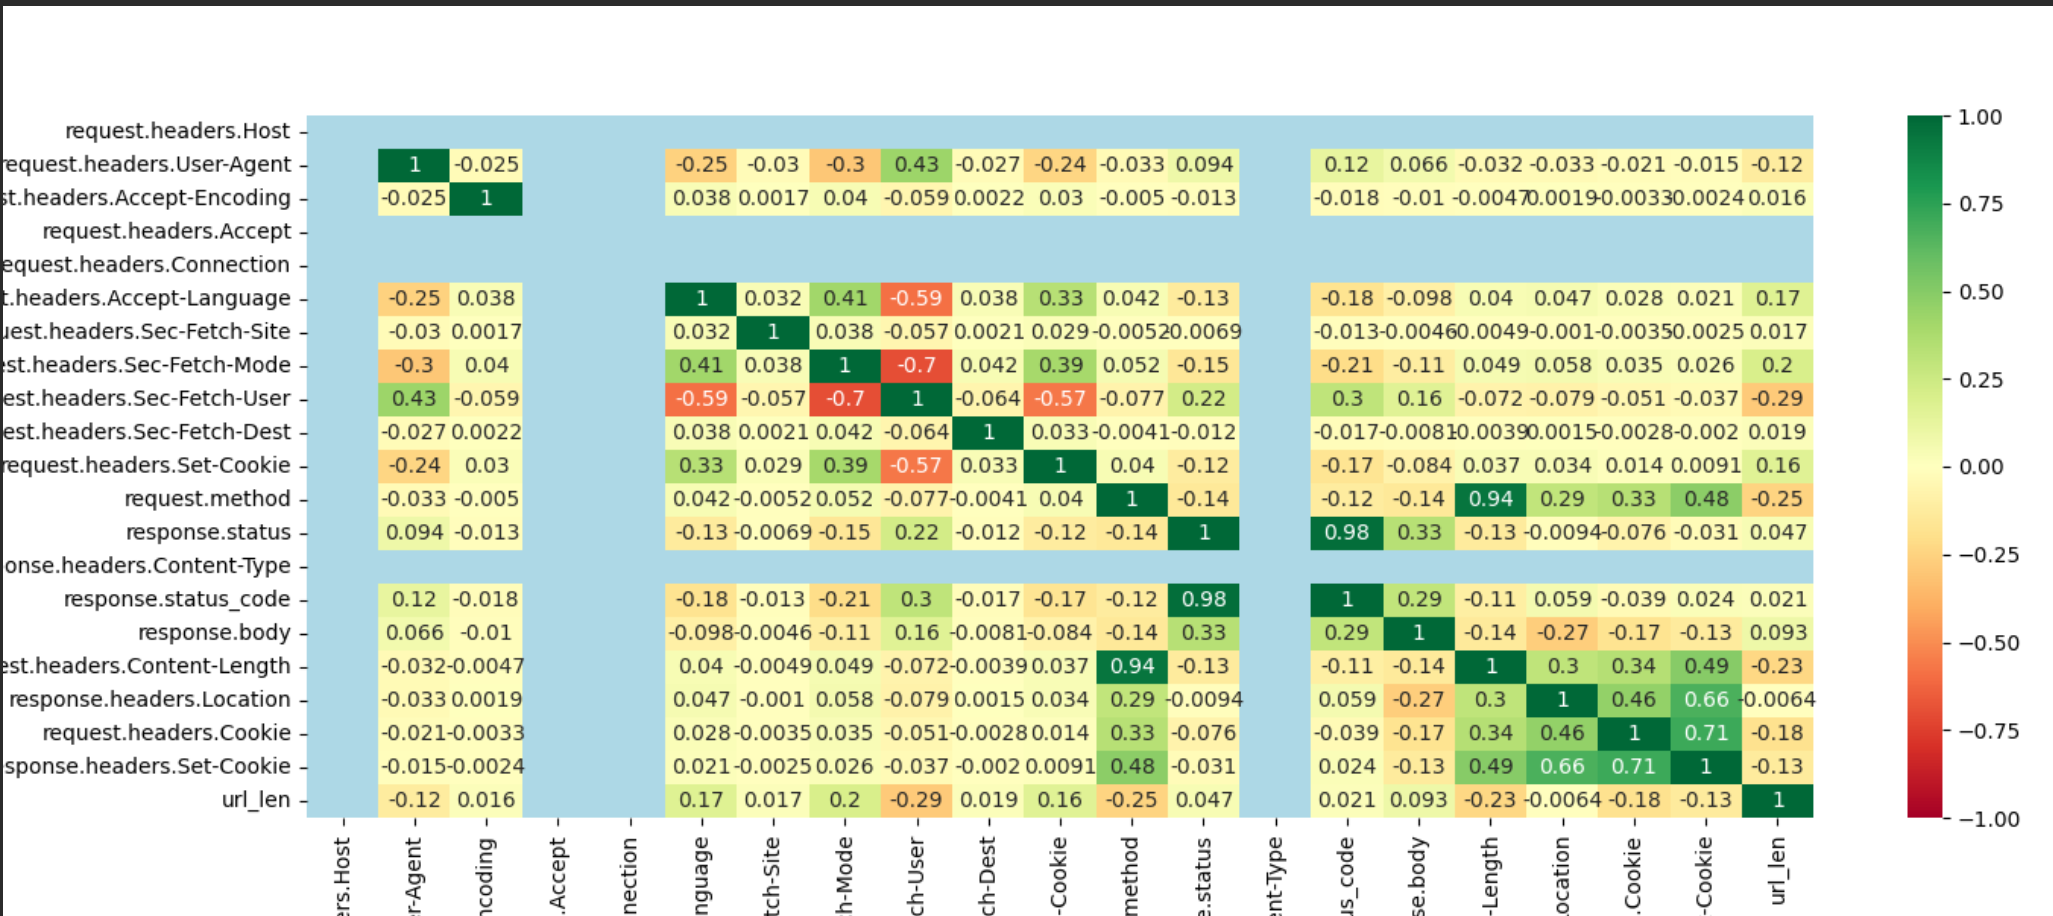 request.headers.Host
request.headers.User-Agent 1 -0.025 -0.25 -0.03 -0.3 0.43 -0.027 -0.24 -0.033 0.094 0.12 0.066 -0.032 -0.033 -0.021 -0.015 -0.12
st.headers.Accept-Encoding -0.025 1 0.038 0.0017 0.04 -0.059 0.0022 0.03 -0.005 -0.013 -0.018 -0.01 -0.0047 0.0019 -0.0033 -0.0024 0.016
request.headers.Accept
equest.headers.Connection
t.headers.Accept-Language -0.25 0.038 1 0.032 0.41 -0.59 0.038 0.33 0.042 -0.13 -0.18 -0.098 0.04 0.047 0.028 0.021 0.17
uest.headers.Sec-Fetch-Site -0.03 0.0017 0.032 1 0.038 -0.057 0.0021 0.029 -0.0052 -0.0069 -0.013 -0.0046 -0.0049 -0.001 -0.0035 -0.0025 0.017
est.headers.Sec-Fetch-Mode -0.3 0.04 0.41 0.038 1 -0.7 0.042 0.39 0.052 -0.15 -0.21 -0.11 0.049 0.058 0.035 0.026 0.2
est.headers.Sec-Fetch-User 0.43 -0.059 -0.59 -0.057 -0.7 1 -0.064 -0.57 -0.077 0.22 0.3 0.16 -0.072 -0.079 -0.051 -0.037 -0.29
est.headers.Sec-Fetch-Dest -0.027 0.0022 0.038 0.0021 0.042 -0.064 1 0.033 -0.0041 -0.012 -0.017 -0.0081 -0.0039 0.0015 -0.0028 -0.002 0.019
request.headers.Set-Cookie -0.24 0.03 0.33 0.029 0.39 -0.57 0.033 1 0.04 -0.12 -0.17 -0.084 0.037 0.034 0.014 0.0091 0.16
request.method -0.033 -0.005 0.042 -0.0052 0.052 -0.077 -0.0041 0.04 1 -0.14 -0.12 -0.14 0.94 0.29 0.33 0.48 -0.25
response.status 0.094 -0.013 -0.13 -0.0069 -0.15 0.22 -0.012 -0.12 -0.14 1 0.98 0.33 -0.13 -0.0094 -0.076 -0.031 0.047
onse.headers.Content-Type
response.status_code 0.12 -0.018 -0.18 -0.013 -0.21 0.3 -0.017 -0.17 -0.12 0.98 1 0.29 -0.11 0.059 -0.039 0.024 0.021
response.body 0.066 -0.01 -0.098 -0.0046 -0.11 0.16 -0.0081 -0.084 -0.14 0.33 0.29 1 -0.14 -0.27 -0.17 -0.13 0.093
est.headers.Content-Length -0.032 -0.0047 0.04 -0.0049 0.049 -0.072 -0.0039 0.037 0.94 -0.13 -0.11 -0.14 1 0.3 0.34 0.49 -0.23
response.headers.Location -0.033 0.0019 0.047 -0.001 0.058 -0.079 0.0015 0.034 0.29 -0.0094 0.059 -0.27 0.3 1 0.46 0.66 -0.0064
request.headers.Cookie -0.021 -0.0033 0.028 -0.0035 0.035 -0.051 -0.0028 0.014 0.33 -0.076 -0.039 -0.17 0.34 0.46 1 0.71 -0.18
sponse.headers.Set-Cookie -0.015 -0.0024 0.021 -0.0025 0.026 -0.037 -0.002 0.0091 0.48 -0.031 0.024 -0.13 0.49 0.66 0.71 1 -0.13
url_len -0.12 0.016 0.17 0.017 0.2 -0.29 0.019 0.16 -0.25 0.047 0.021 0.093 -0.23 -0.0064 -0.18 -0.13 1
ers.Host
r-Agent
ncoding
.Accept
nection
nguage
tch-Site
ch-Mode
ch-User
ch-Dest
-Cookie
method
e.status
ent-Type
us_code
se.body
-Length
ocation
.Cookie
-Cookie
url_len
1.00
0.75
0.50
0.25
0.00
−0.25
−0.50
−0.75
−1.00